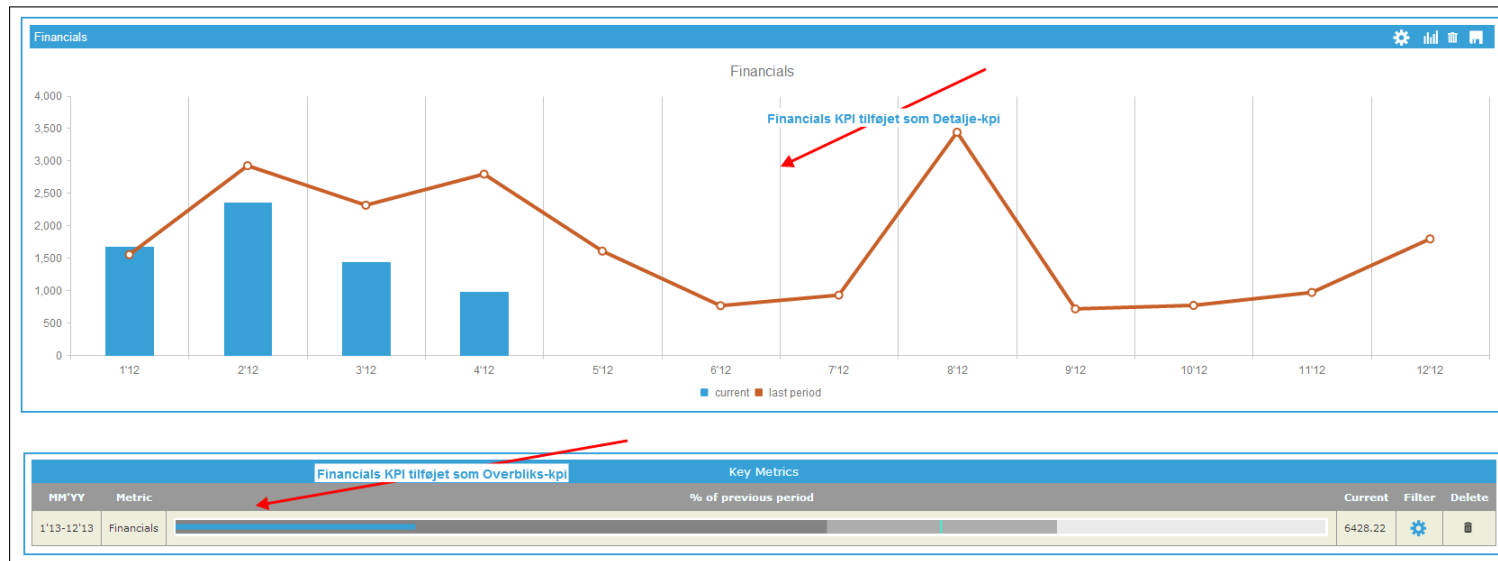 Financials
Financials
4,000
3,500
3,000
2,500
2,000
1,500
1,000
500
0
Financials KPI tilføjet som Detalje-kpi
1'12 2'12 3'12 4'12 5'12 6'12 7'12 8'12 9'12 10'12 11'12 12'12
current last period
Financials KPI tilføjet som Overbliks-kpi
Key Metrics
MM'YY Metric % of previous period Current Filter Delete
1'13-12'13 Financials 6428.22